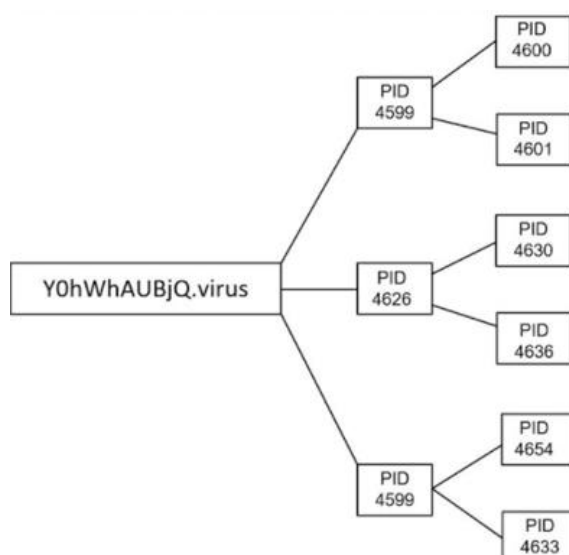 PID
4600
PID
4599
PID
4601
PID
4630
Y0hWhAUBjQ.virus
PID
4626
PID
4636
PID
4654
PID
4599
PID
4633